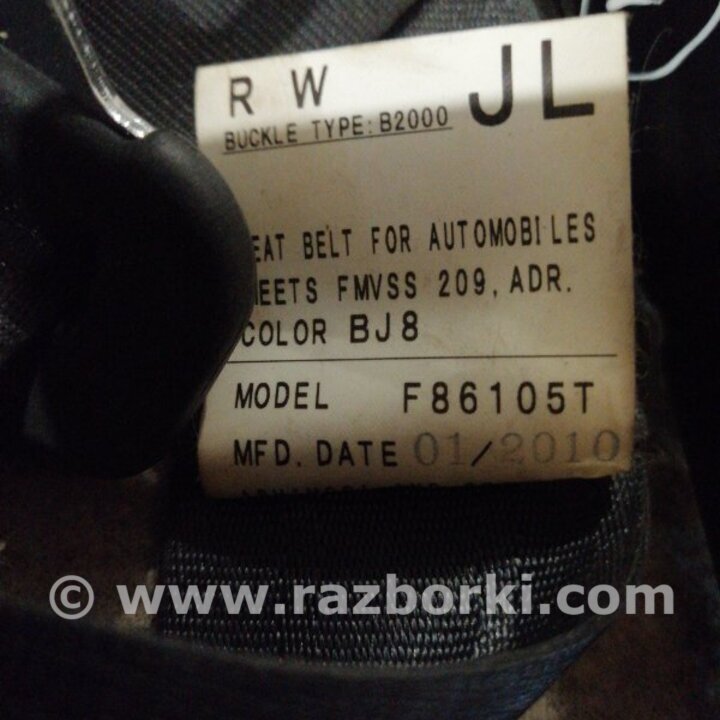 R W JL
BUCKLE TYPE: B2000
EAT BELT FOR AUTOMOBILES
EETS FMVSS 209, ADR.
COLOR BJ8
MODEL F86105T
MFD. DATE 01/2010
© www.razborki.com